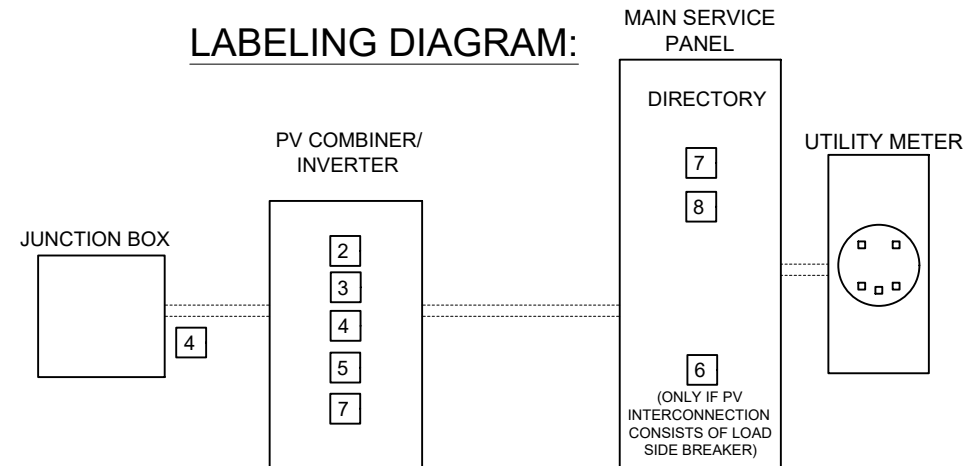 LABELING DIAGRAM:
MAIN SERVICE
PANEL
DIRECTORY
7
8
6
(ONLY IF PV
INTERCONNECTION
CONSISTS OF LOAD
SIDE BREAKER)
PV COMBINER/
INVERTER
2
3
4
5
7
JUNCTION BOX
4
UTILITY METER